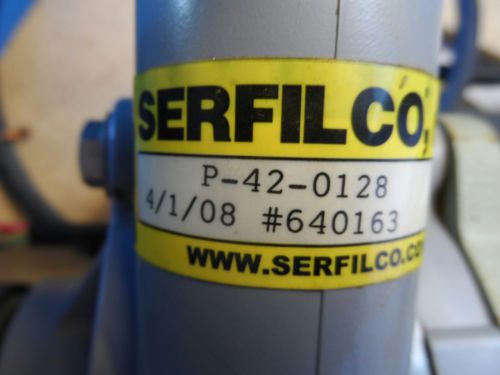 SERFILCO,
P-42-0128
4/1/08 #640163
WWW.SERFILCO.CO